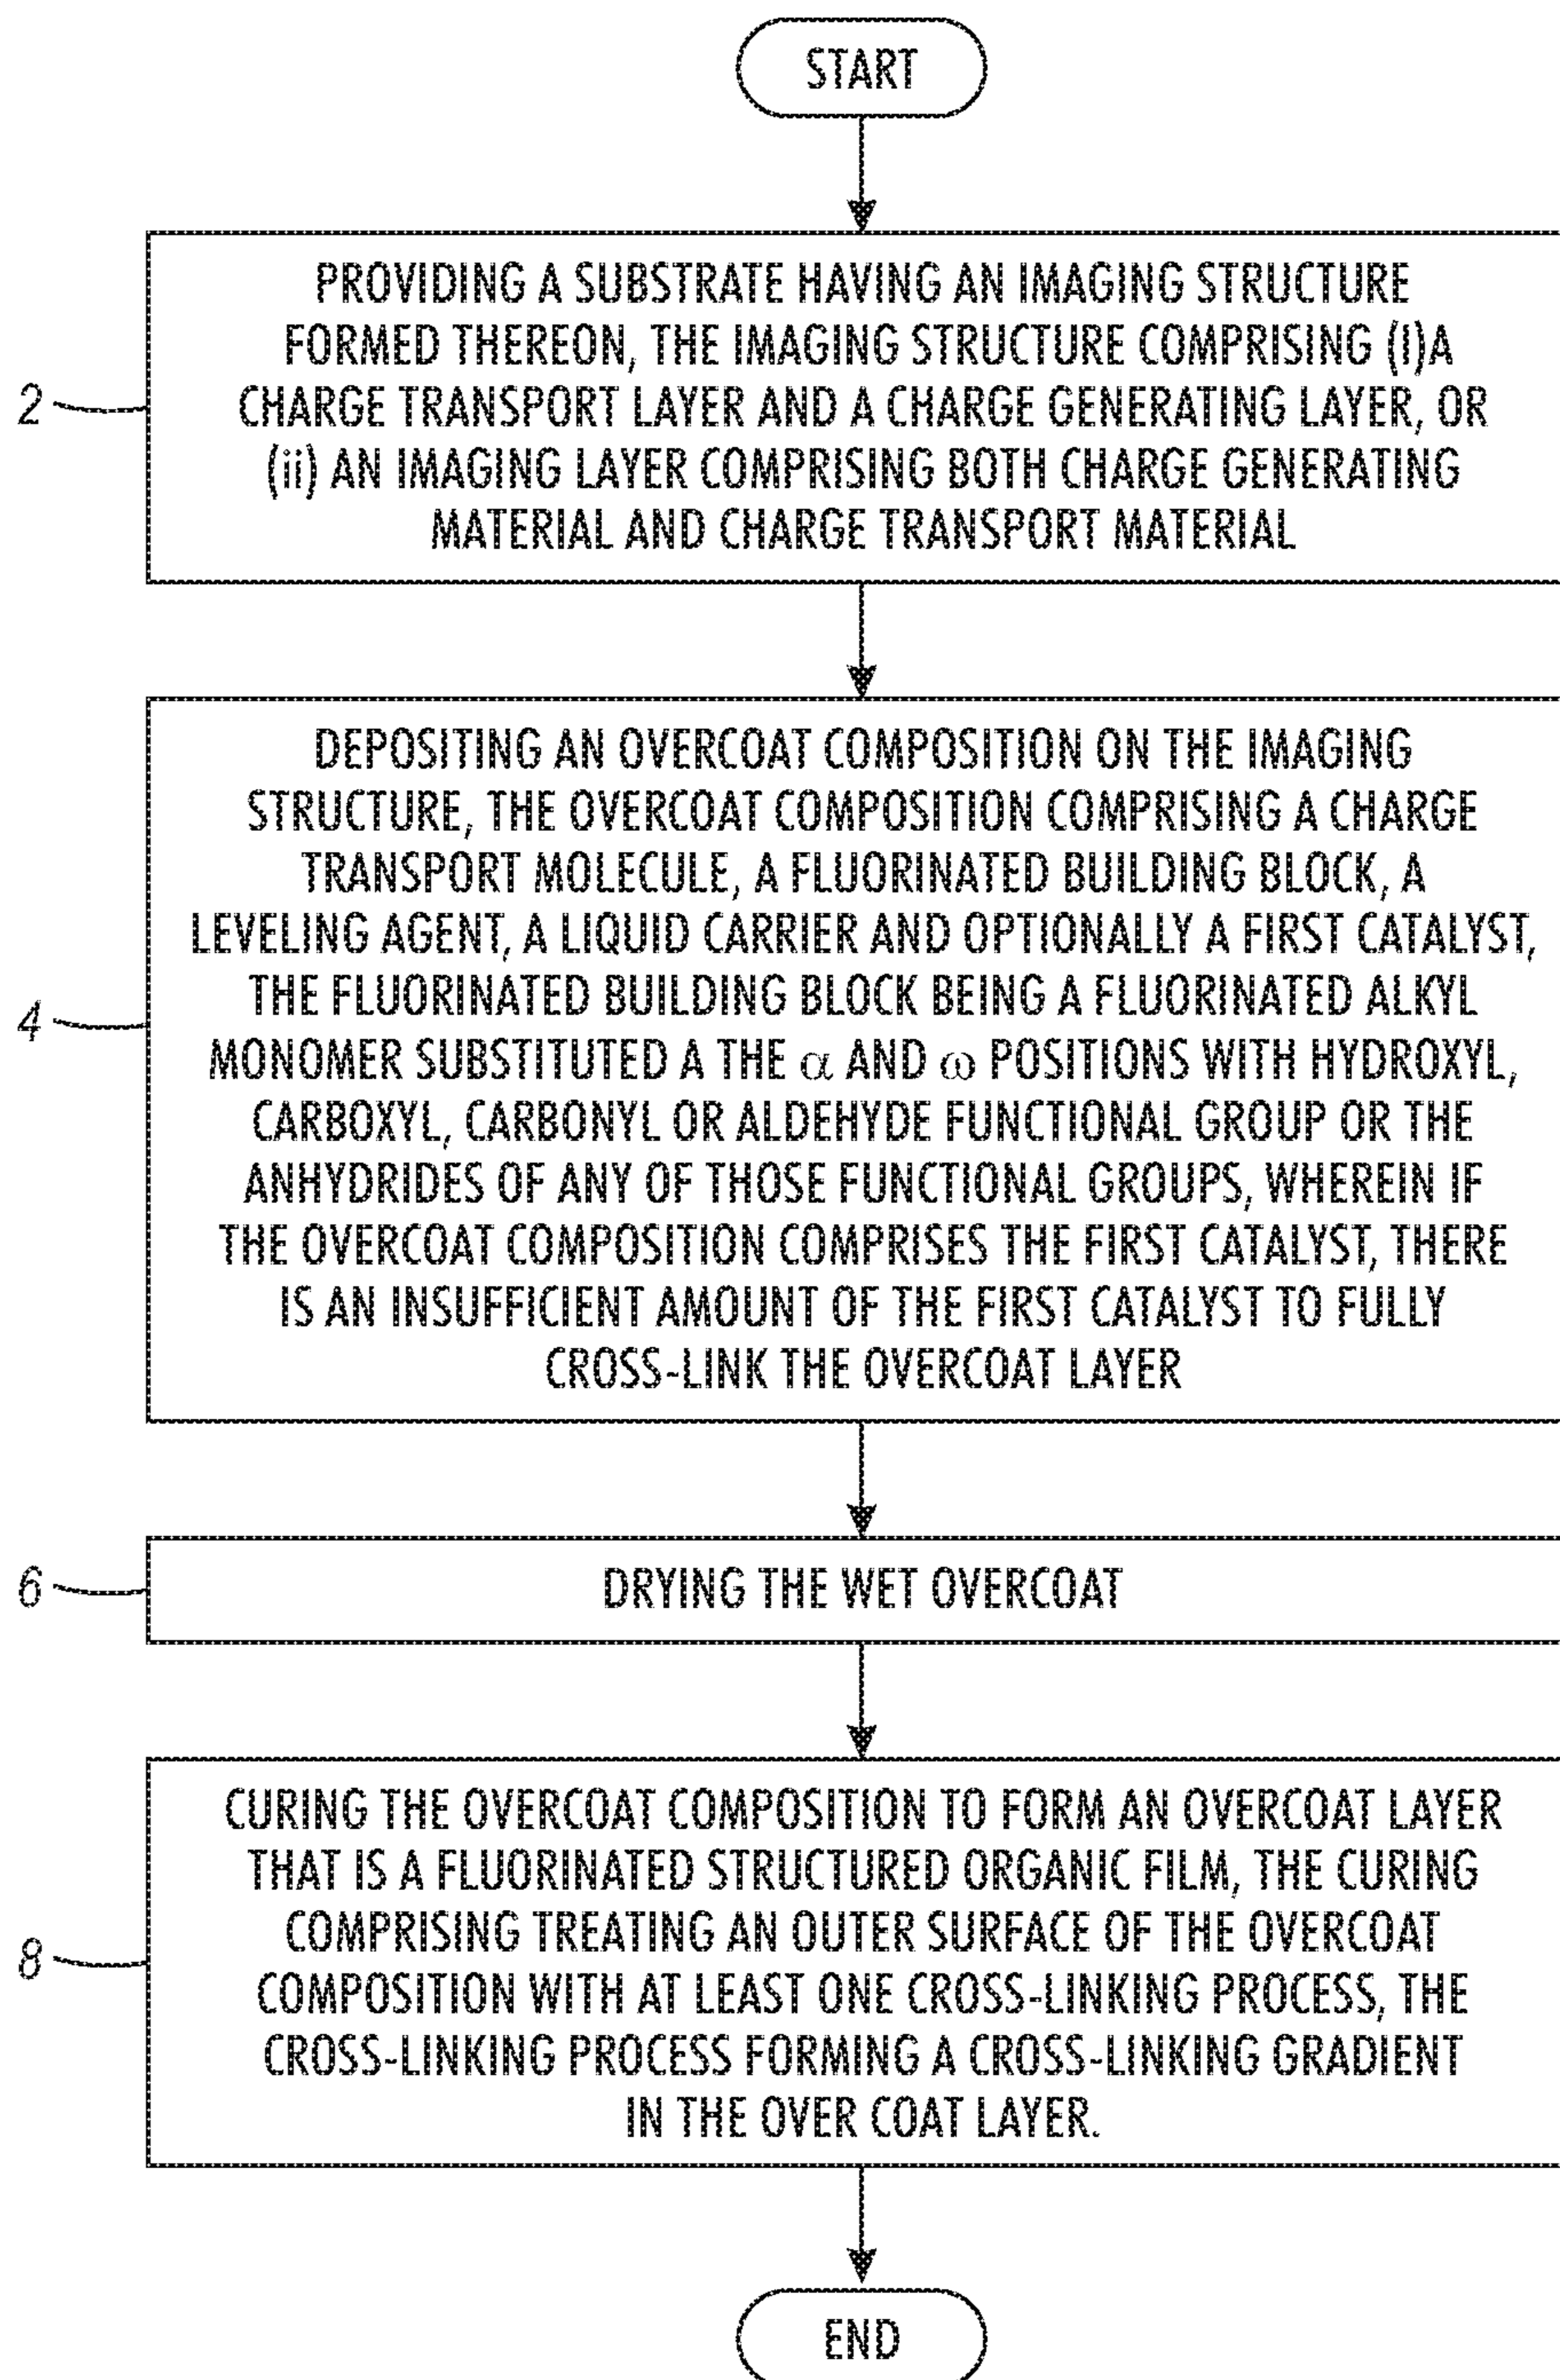 START
PROVIDING A SUBSTRATE HAVING AN IMAGING STRUCTURE
FORMED THEREON, THE IMAGING STRUCTURE COMPRISING (I)A
CHARGE TRANSPORT LAYER AND A CHARGE GENERATING LAYER, OR
(ii) AN IMAGING LAYER COMPRISING BOTH CHARGE GENERATING
MATERIAL AND CHARGE TRANSPORT MATERIAL
2
DEPOSITING AN OVERCOAT COMPOSITION ON THE IMAGING
STRUCTURE, THE OVERCOAT COMPOSITION COMPRISING A CHARGE
TRANSPORT MOLECULE, A FLUORINATED BUILDING BLOCK, A
LEVELING AGENT, A LIQUID CARRIER AND OPTIONALLY A FIRST CATALYST,
THE FLUORINATED BUILDING BLOCK BEING A FLUORINATED ALKYL
MONOMER SUBSTITUTED A THE α AND ω POSITIONS WITH HYDROXYL,
CARBOXYL, CARBONYL OR ALDEHYDE FUNCTIONAL GROUP OR THE
ANHYDRIDES OF ANY OF THOSE FUNCTIONAL GROUPS, WHEREIN IF
THE OVERCOAT COMPOSITION COMPRISES THE FIRST CATALYST, THERE
IS AN INSUFFICIENT AMOUNT OF THE FIRST CATALYST TO FULLY
CROSS-LINK THE OVERCOAT LAYER
4
DRYING THE WET OVERCOAT
6
CURING THE OVERCOAT COMPOSITION TO FORM AN OVERCOAT LAYER
THAT IS A FLUORINATED STRUCTURED ORGANIC FILM, THE CURING
COMPRISING TREATING AN OUTER SURFACE OF THE OVERCOAT
COMPOSITION WITH AT LEAST ONE CROSS-LINKING PROCESS, THE
CROSS-LINKING PROCESS FORMING A CROSS-LINKING GRADIENT
IN THE OVER COAT LAYER.
8
END